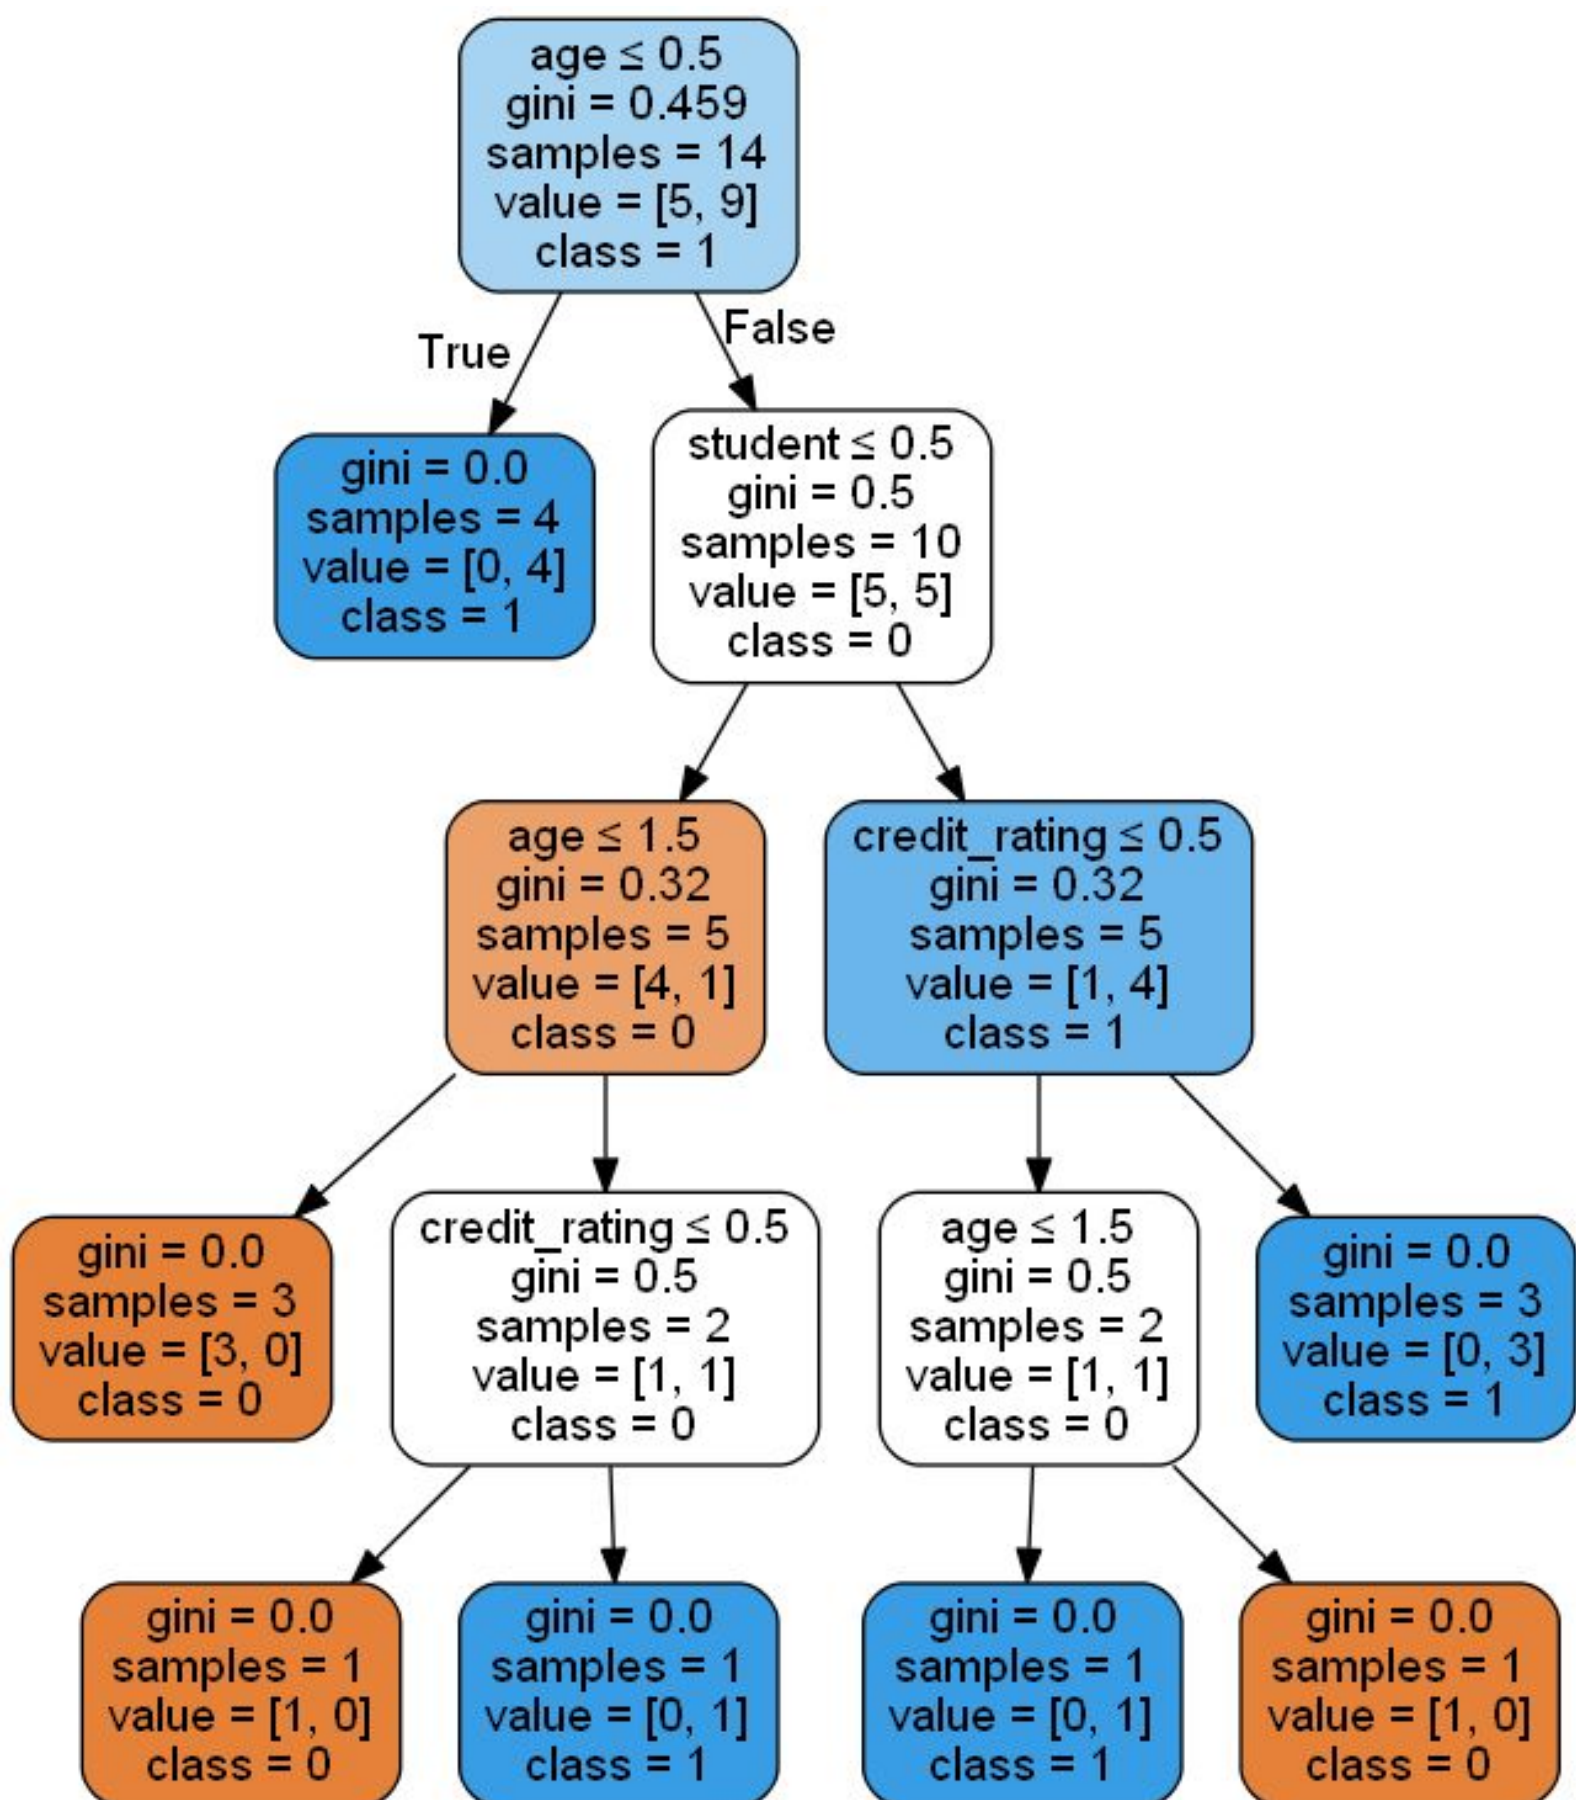 age ≤ 0.5
gini = 0.459
samples = 14
value = [5, 9]
class = 1
True
False
gini = 0.0
samples = 4
value = [0, 4]
class = 1
student ≤ 0.5
gini = 0.5
samples = 10
value = [5, 5]
class = 0
age ≤ 1.5
gini = 0.32
samples = 5
value = [4, 1]
class = 0
credit_rating ≤ 0.5
gini = 0.32
samples = 5
value = [1, 4]
class = 1
gini = 0.0
samples = 3
value = [3, 0]
class = 0
credit_rating ≤ 0.5
gini = 0.5
samples = 2
value = [1, 1]
class = 0
age ≤ 1.5
gini = 0.5
samples = 2
value = [1, 1]
class = 0
gini = 0.0
samples = 3
value = [0, 3]
class = 1
gini = 0.0
samples = 1
value = [1, 0]
class = 0
gini = 0.0
samples = 1
value = [0, 1]
class = 1
gini = 0.0
samples = 1
value = [0, 1]
class = 1
gini = 0.0
samples = 1
value = [1, 0]
class = 0